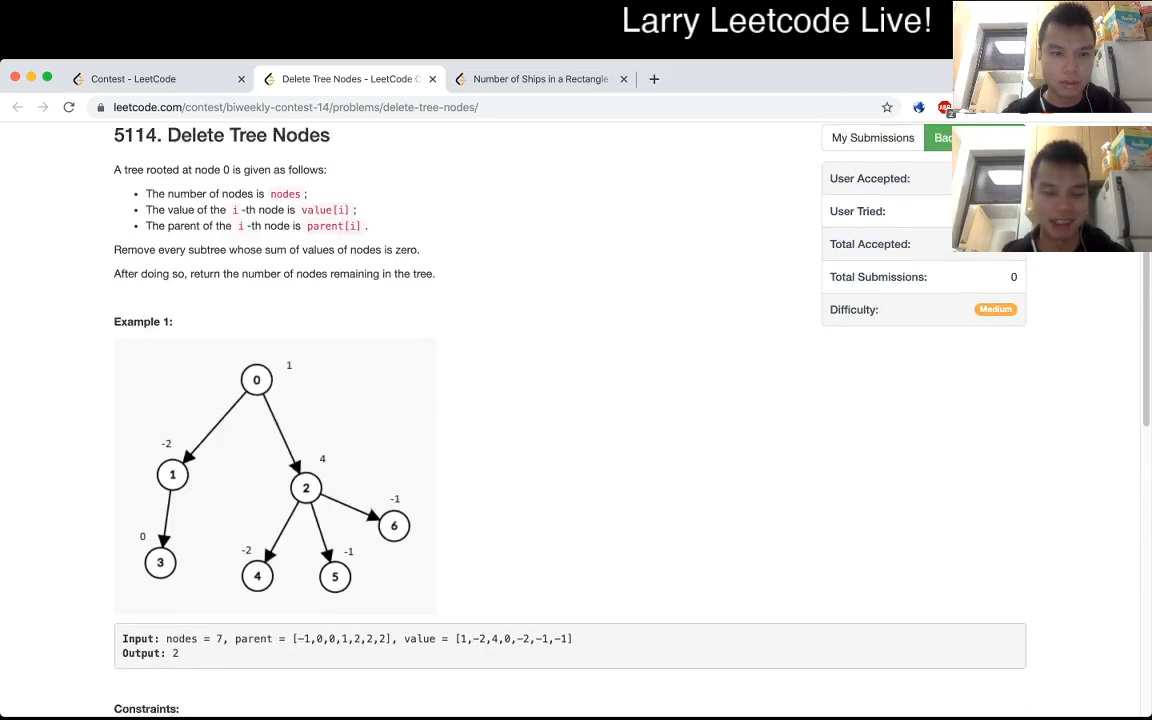 Larry Leetcode Live!
Contest - LeetCode
Delete Tree Nodes - LeetCode C
Number of Ships in a Rectangle
leetcode.com/contest/biweekly-contest-14/problems/delete-tree-nodes/
2
5114. Delete Tree Nodes
My Submissions
Bac
A tree rooted at node 0 is given as follows:
The number of nodes is nodes;
The value of the i-th node is value[i];
The parent of the i-th node is parent[i].
Remove every subtree whose sum of values of nodes is zero.
After doing so, return the number of nodes remaining in the tree.
User Accepted:
User Tried:
Total Accepted:
Total Submissions: 0
Difficulty: Medium
Example 1:
0 1
-2 1
4 2
-1 6
0 3
-2 4
-1 5
Input: nodes = 7, parent = [-1,0,0,1,2,2,2], value = [1,-2,4,0,-2,-1,-1]
Output: 2
Constraints: